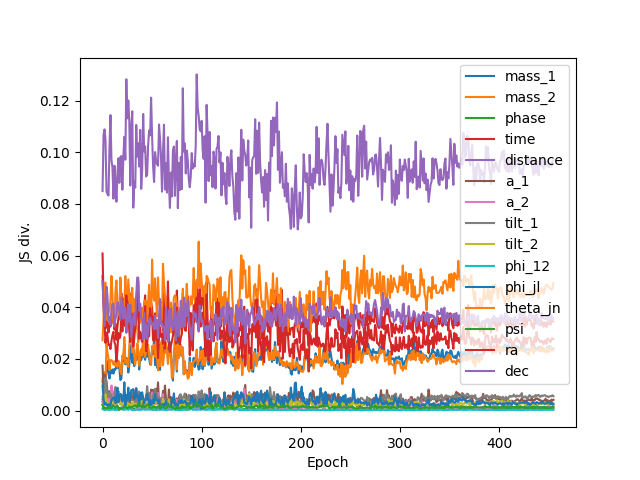 JS div.
0.12
0.10
0.08
0.06
0.04
0.02
0.00
0
100
200
300
400
Epoch
mass_1
mass_2
phase
time
distance
a_1
a_2
tilt_1
tilt_2
phi_12
phi_jl
theta_jn
psi
ra
dec